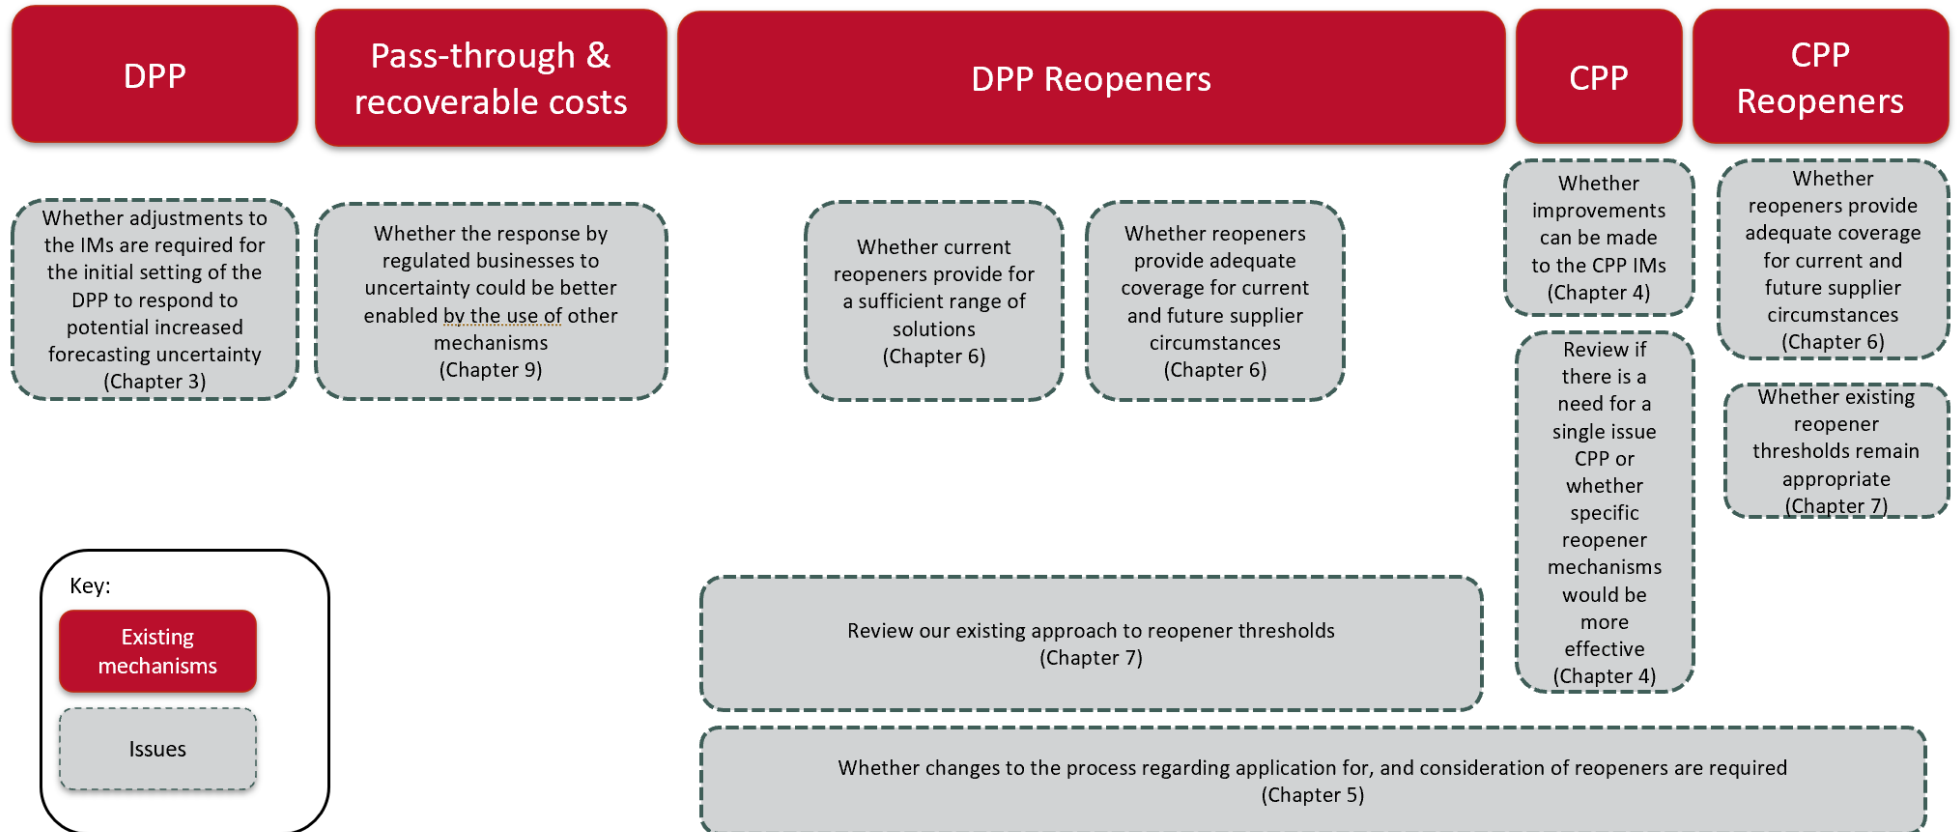 DPP
Pass-through &
recoverable costs
DPP Reopeners
CPP
CPP
Reopeners
Whether adjustments to
the IMs are required for
the initial setting of the
DPP to respond to
potential increased
forecasting uncertainty
(Chapter 3)
Whether the response by
regulated businesses to
uncertainty could be better
enabled by the use of other
mechanisms
(Chapter 9)
Whether current
reopeners provide for
a sufficient range of
solutions
(Chapter 6)
Whether reopeners
provide adequate
coverage for current
and future supplier
circumstances
(Chapter 6)
Whether
improvements
can be made
to the CPP IMs
(Chapter 4)
Review if
there is a
need for a
single issue
CPP or
whether
specific
reopener
mechanisms
would be
more
effective
(Chapter 4)
Whether
reopeners provide
adequate coverage
for current and
future supplier
circumstances
(Chapter 6)
Whether existing
reopener
thresholds remain
appropriate
(Chapter 7)
Review our existing approach to reopener thresholds
(Chapter 7)
Whether changes to the process regarding application for, and consideration of reopeners are required
(Chapter 5)
Key:
Existing
mechanisms
Issues